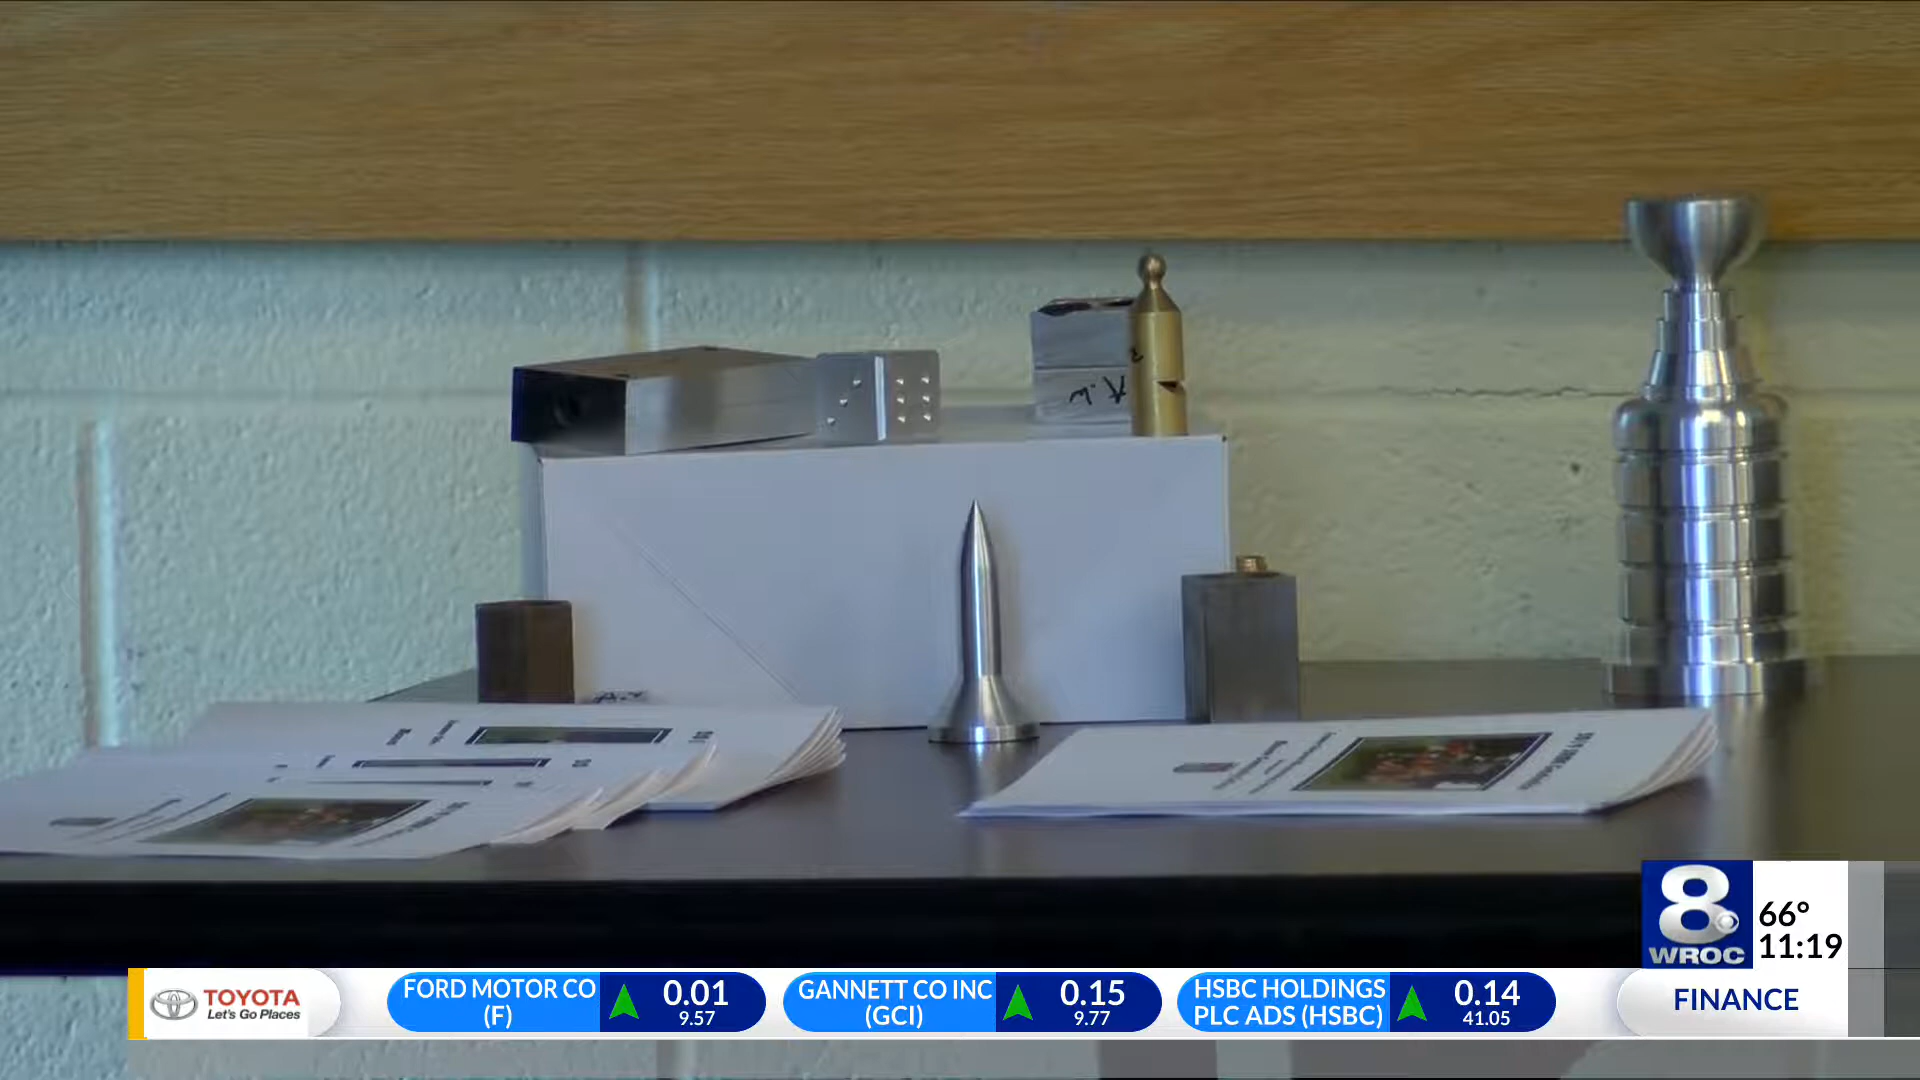 A.W
3
8
WROC
66°
11:19
TOYOTA
Let's Go Places
FORD MOTOR CO
(F)
0.01
9.57
GANNETT CO INC
(GCI)
0.15
9.77
HSBC HOLDINGS
PLC ADS (HSBC)
0.14
41.05
FINANCE